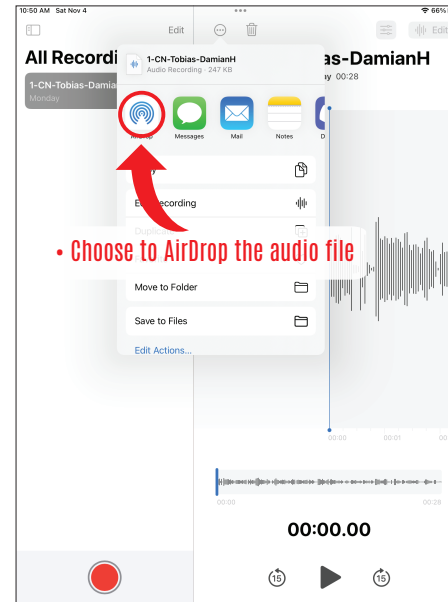 10:50 AM Sat Nov 4
66%
Edit
Edit
All Recordi
1-CN-Tobias-DamianH
Audio Recording · 247 KB
as-DamianH
00:28
1-CN-Tobias-Damia
Monday
Messages
Mail
Notes
Duplicate
• Choose to AirDrop the audio file
Move to Folder
Save to Files
Edit Actions...
00:00
00:01
00:00
00:28
00:00.00
15
15